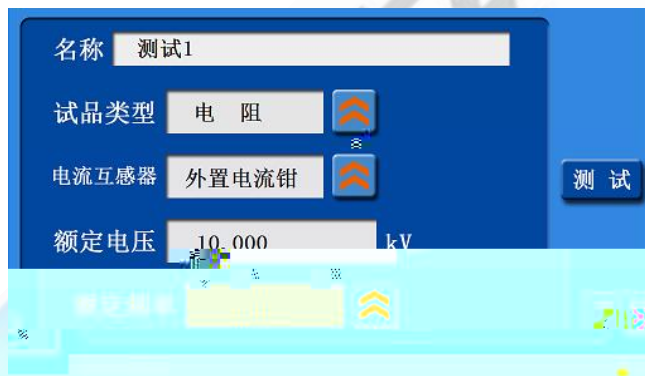 名称 测试1
试品类型 电 阻
电流互感器 外置电流钳
测 试
额定电压 10.000 kV